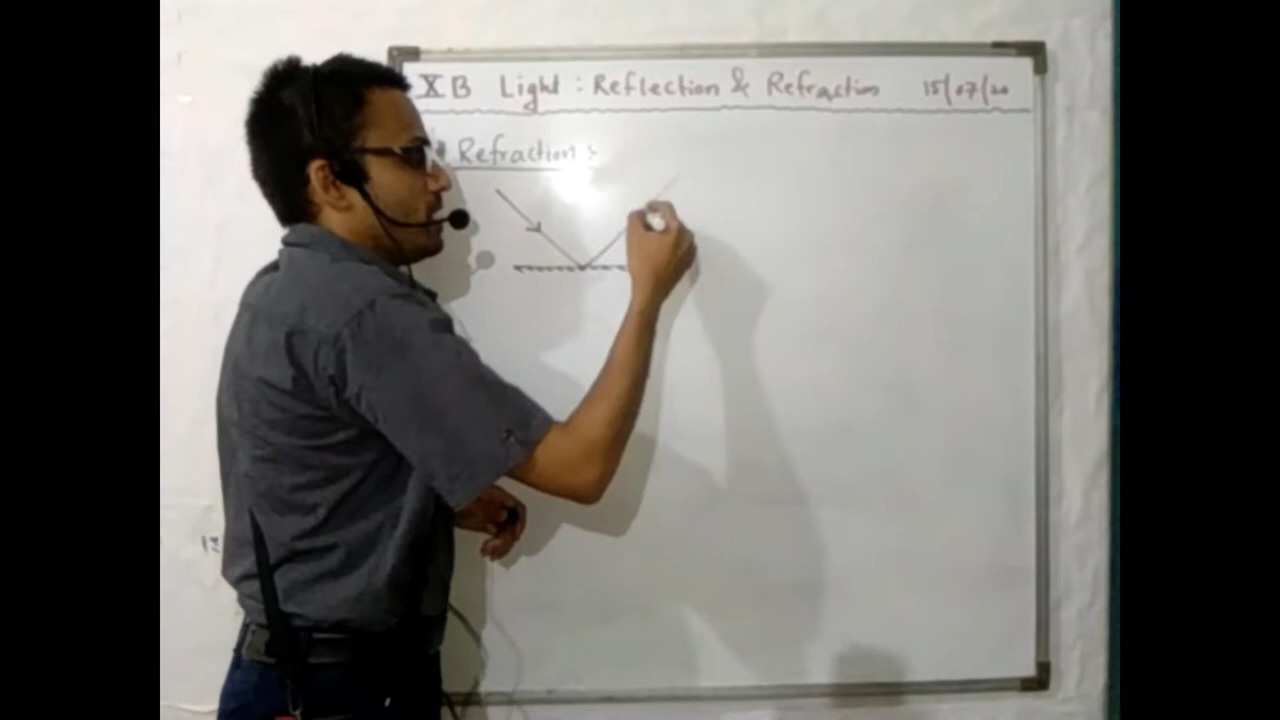 XB Light : Reflection & Refraction 15/07/20
# Refraction :-